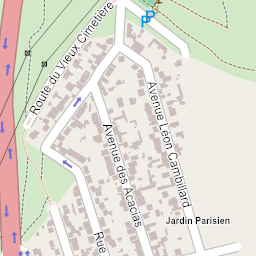 P
P
Route du Vieux Cimetière
Avenue Léon Cambillard
Avenue des Acacias
Jardin Parisien
Rue